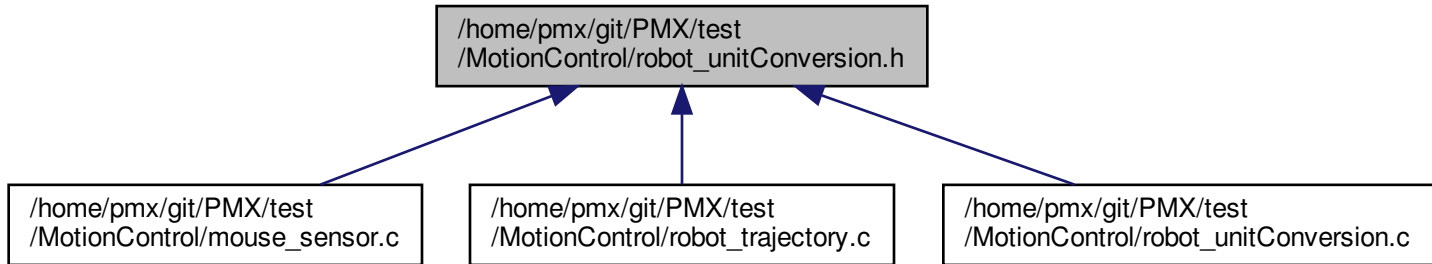 /home/pmx/git/PMX/test
/MotionControl/robot_unitConversion.h
/home/pmx/git/PMX/test
/MotionControl/mouse_sensor.c
/home/pmx/git/PMX/test
/MotionControl/robot_trajectory.c
/home/pmx/git/PMX/test
/MotionControl/robot_unitConversion.c